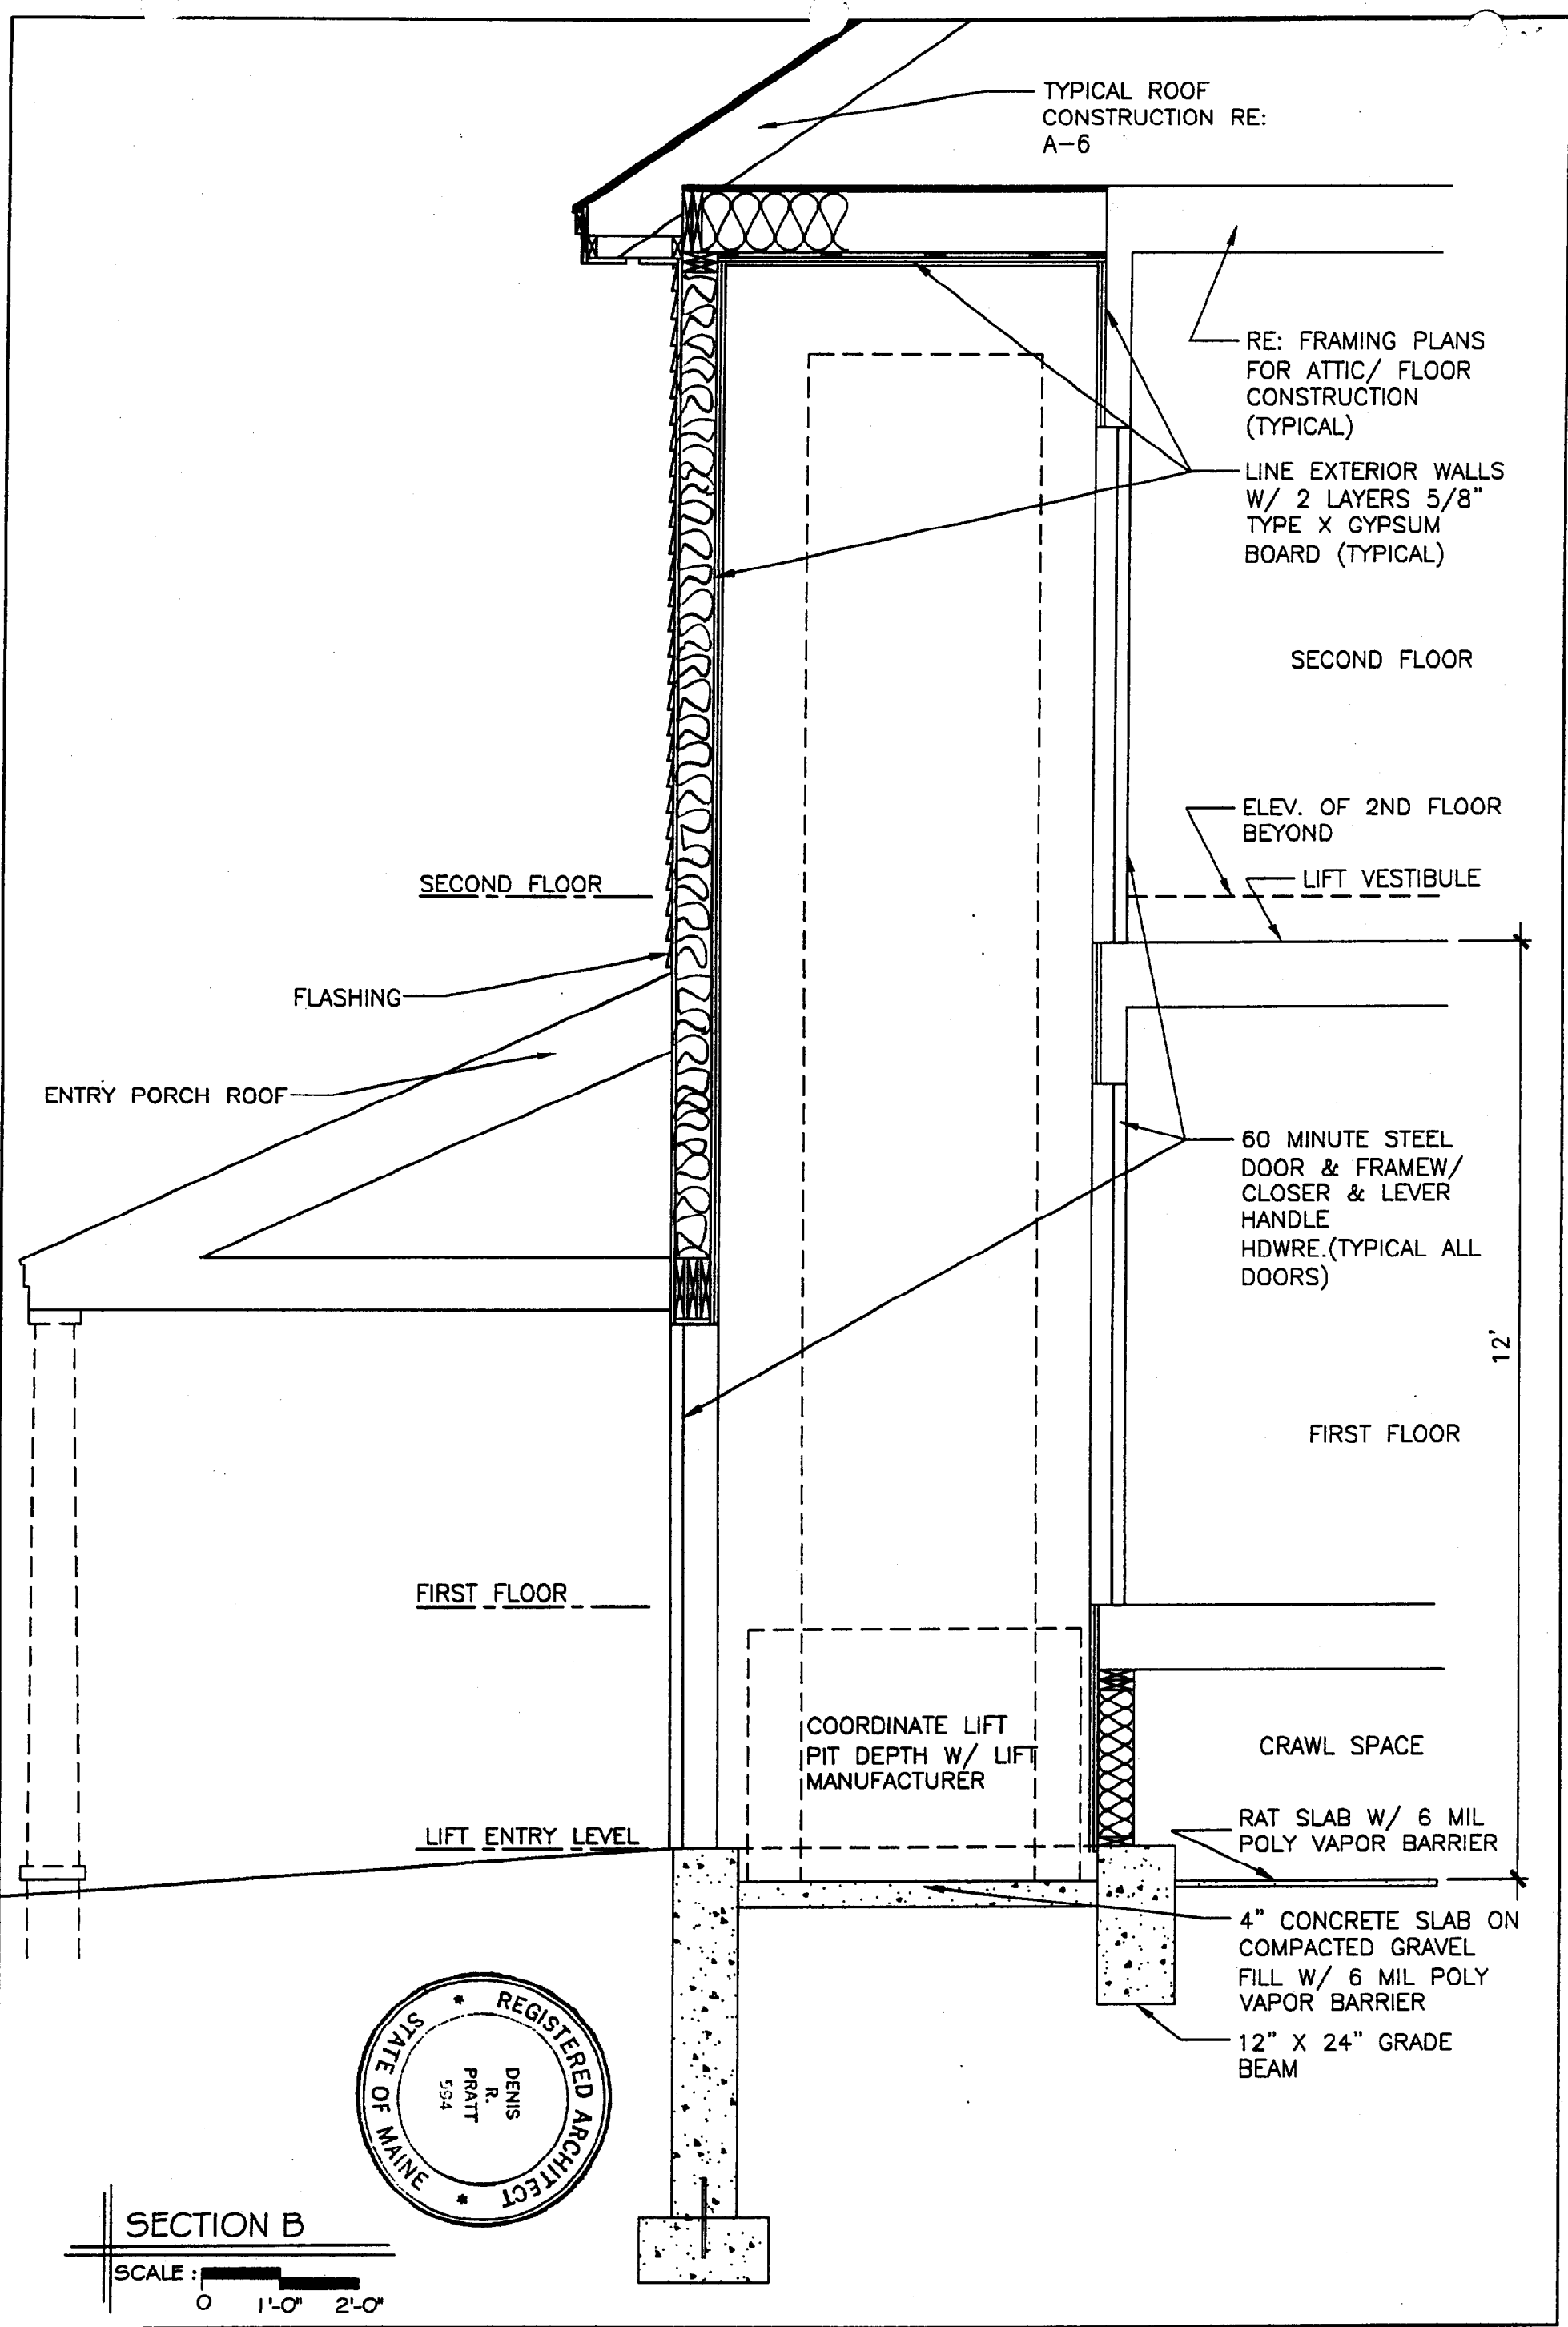 TYPICAL ROOF
CONSTRUCTION RE:
A-6
RE: FRAMING PLANS
FOR ATTIC/ FLOOR
CONSTRUCTION
(TYPICAL)
LINE EXTERIOR WALLS
W/ 2 LAYERS 5/8"
TYPE X GYPSUM
BOARD (TYPICAL)
SECOND FLOOR
ELEV. OF 2ND FLOOR
BEYOND
LIFT VESTIBULE
SECOND FLOOR
FLASHING
ENTRY PORCH ROOF
60 MINUTE STEEL
DOOR & FRAMEW/
CLOSER & LEVER
HANDLE
HDWRE.(TYPICAL ALL
DOORS)
12'
FIRST FLOOR
FIRST FLOOR
COORDINATE LIFT
PIT DEPTH W/ LIFT
MANUFACTURER
CRAWL SPACE
LIFT ENTRY LEVEL
RAT SLAB W/ 6 MIL
POLY VAPOR BARRIER
4" CONCRETE SLAB ON
COMPACTED GRAVEL
FILL W/ 6 MIL POLY
VAPOR BARRIER
12" X 24" GRADE
BEAM
* REGISTERED ARCHITECT *
STATE OF MAINE
DENIS
R.
PRATT
SECTION B
SCALE :
0 1'-0" 2'-0"